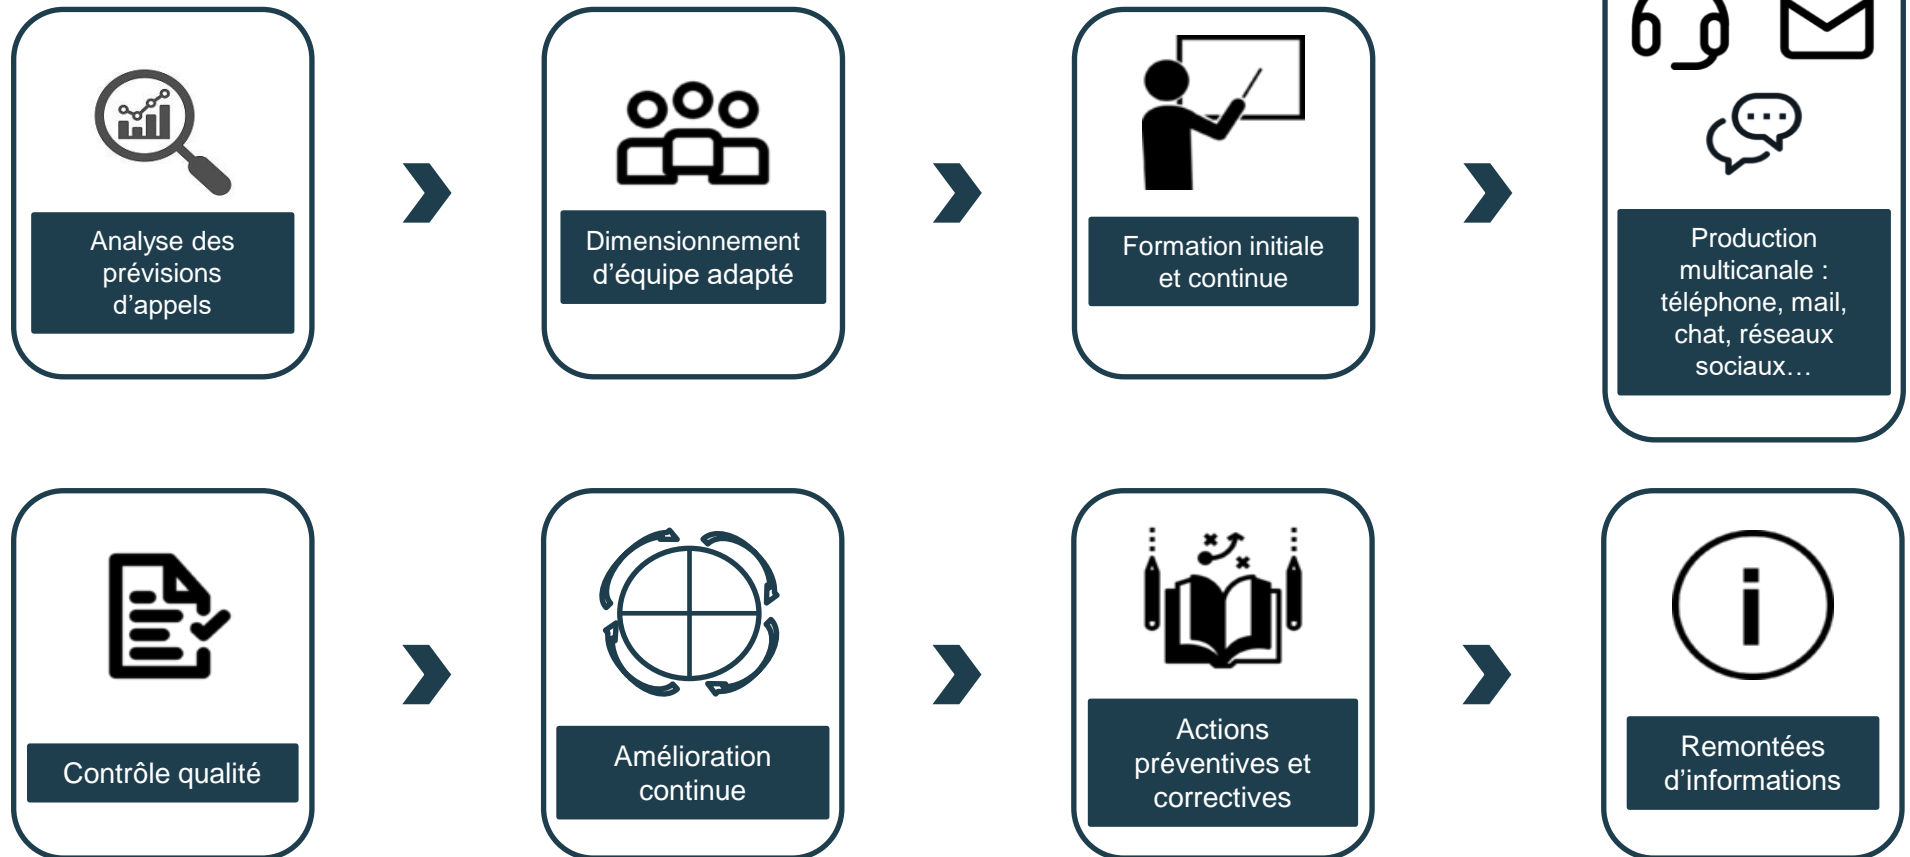 Analyse des
prévisions
d’appels
Dimensionnement
d’équipe adapté
Formation initiale
et continue
Production
multicanale :
téléphone, mail,
chat, réseaux
sociaux…
Contrôle qualité
Amélioration
continue
Actions
préventives et
correctives
Remontées
d’informations